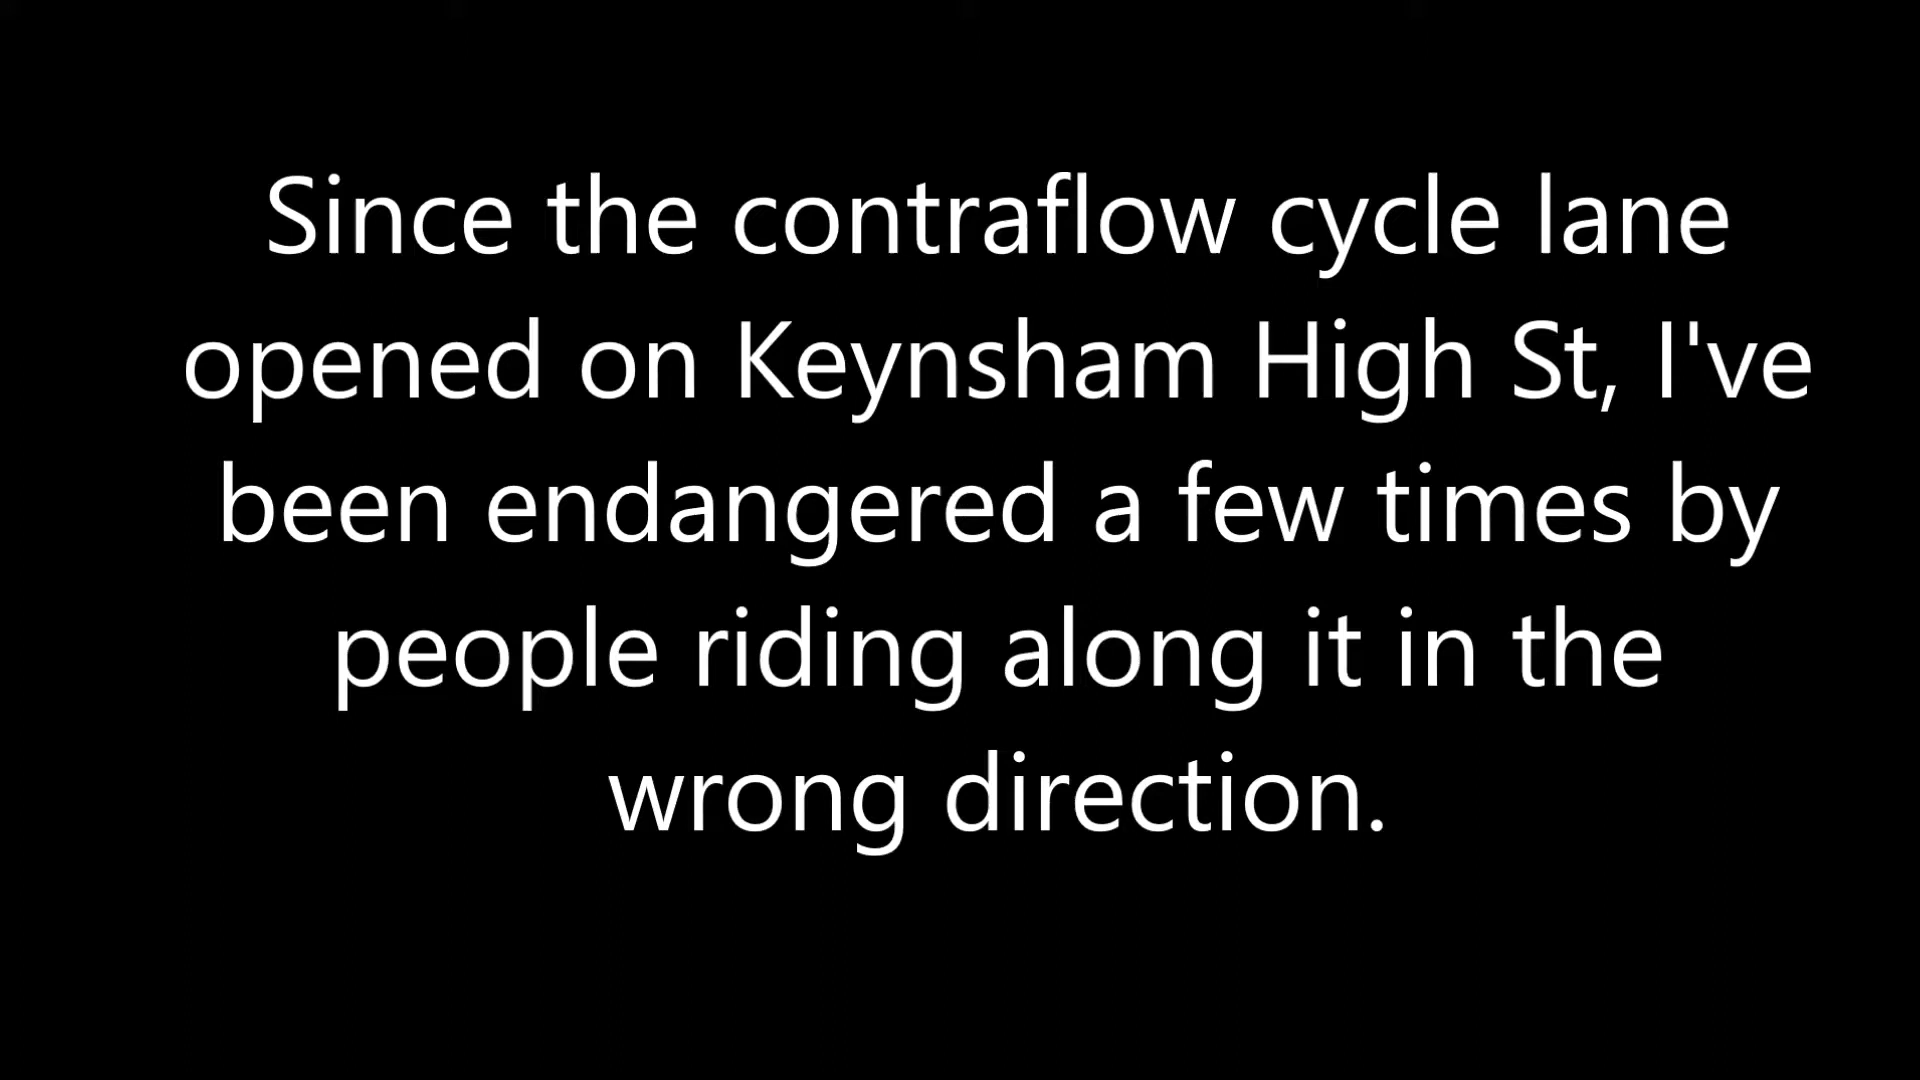 Since the contraflow cycle lane
opened on Keynsham High St, I've
been endangered a few times by
people riding along it in the
wrong direction.